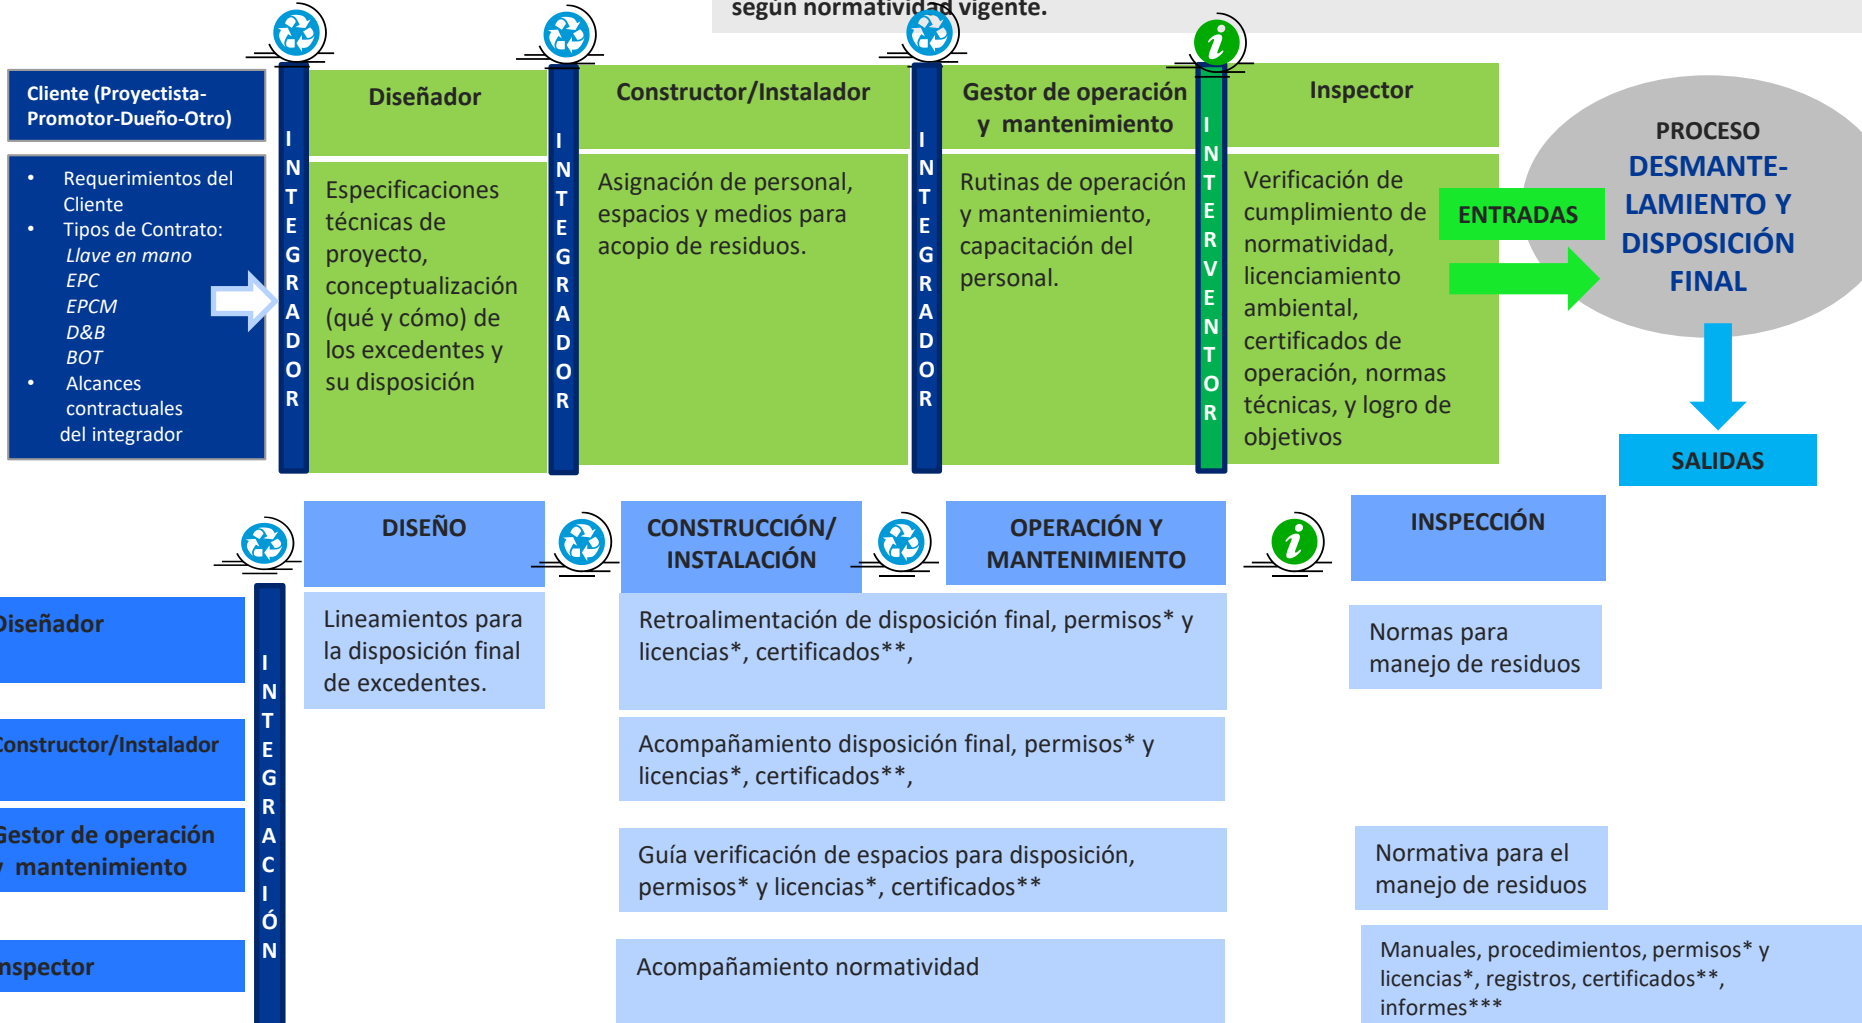 según normatividad vigente.
Cliente (Proyectista-
Promotor-Dueño-Otro)
• Requerimientos del
Cliente
• Tipos de Contrato:
Llave en mano
EPC
EPCM
D&B
BOT
• Alcances
contractuales
del integrador
INTEGRADOR
Diseñador
Especificaciones
técnicas de
proyecto,
conceptualización
(qué y cómo) de
los excedentes y
su disposición
INTEGRADOR
Constructor/Instalador
Asignación de personal,
espacios y medios para
acopio de residuos.
INTEGRADOR
Gestor de operación
y mantenimiento
Rutinas de operación
y mantenimiento,
capacitación del
personal.
i
INTERVENTOR
Inspector
Verificación de
cumplimiento de
normatividad,
licenciamiento
ambiental,
certificados de
operación, normas
técnicas, y logro de
objetivos
ENTRADAS
PROCESO
DESMANTE-
LAMIENTO Y
DISPOSICIÓN
FINAL
SALIDAS
DISEÑO
CONSTRUCCIÓN/
INSTALACIÓN
OPERACIÓN Y
MANTENIMIENTO
i
INSPECCIÓN
INTEGRACIÓN
Diseñador
Lineamientos para
la disposición final
de excedentes.
Retroalimentación de disposición final, permisos* y
licencias*, certificados**,
Normas para
manejo de residuos
Constructor/Instalador
Acompañamiento disposición final, permisos* y
licencias*, certificados**,
Gestor de operación
y mantenimiento
Guía verificación de espacios para disposición,
permisos* y licencias*, certificados**
Normativa para el
manejo de residuos
Inspector
Acompañamiento normatividad
Manuales, procedimientos, permisos* y
licencias*, registros, certificados**,
informes***